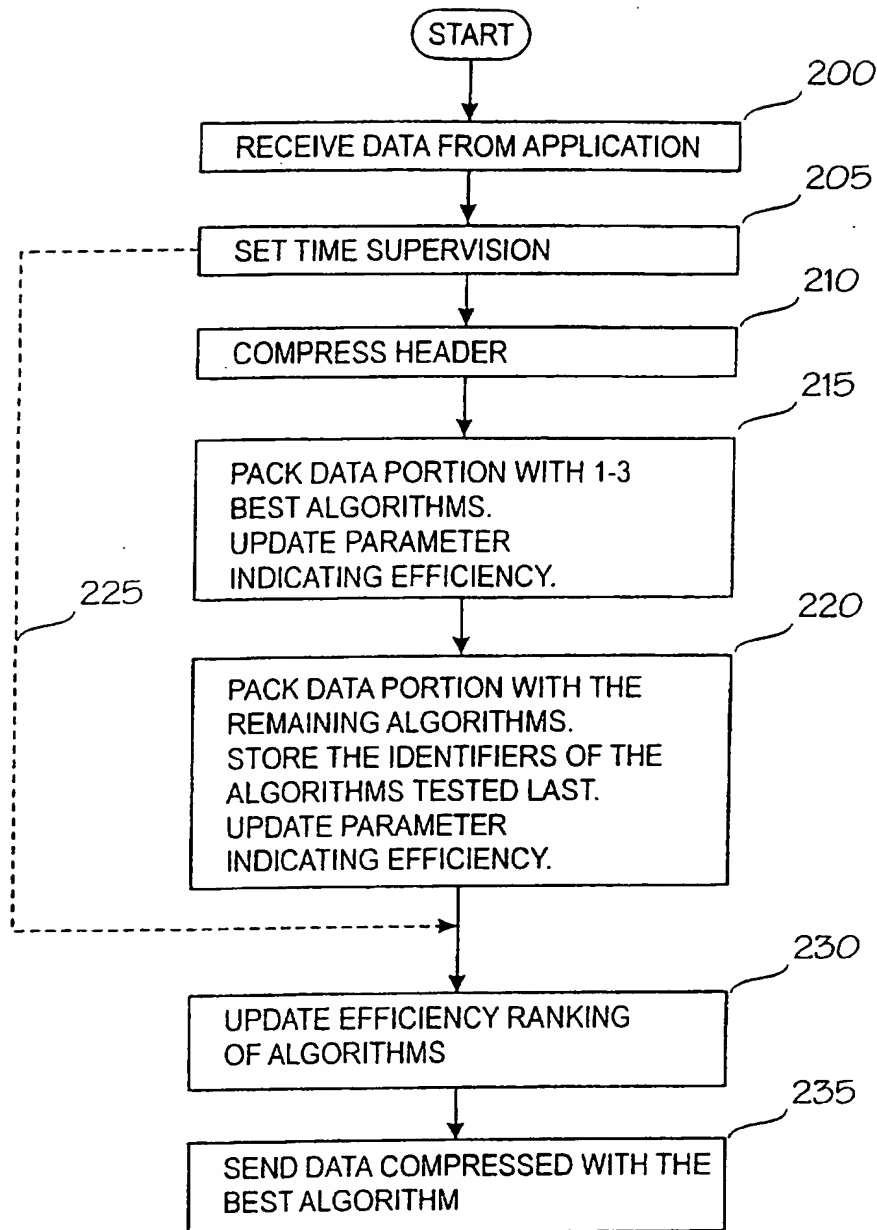 START
200
RECEIVE DATA FROM APPLICATION
205
SET TIME SUPERVISION
210
COMPRESS HEADER
215
PACK DATA PORTION WITH 1-3
BEST ALGORITHMS.
UPDATE PARAMETER
INDICATING EFFICIENCY.
225
220
PACK DATA PORTION WITH THE
REMAINING ALGORITHMS.
STORE THE IDENTIFIERS OF THE
ALGORITHMS TESTED LAST.
UPDATE PARAMETER
INDICATING EFFICIENCY.
230
UPDATE EFFICIENCY RANKING
OF ALGORITHMS
235
SEND DATA COMPRESSED WITH THE
BEST ALGORITHM